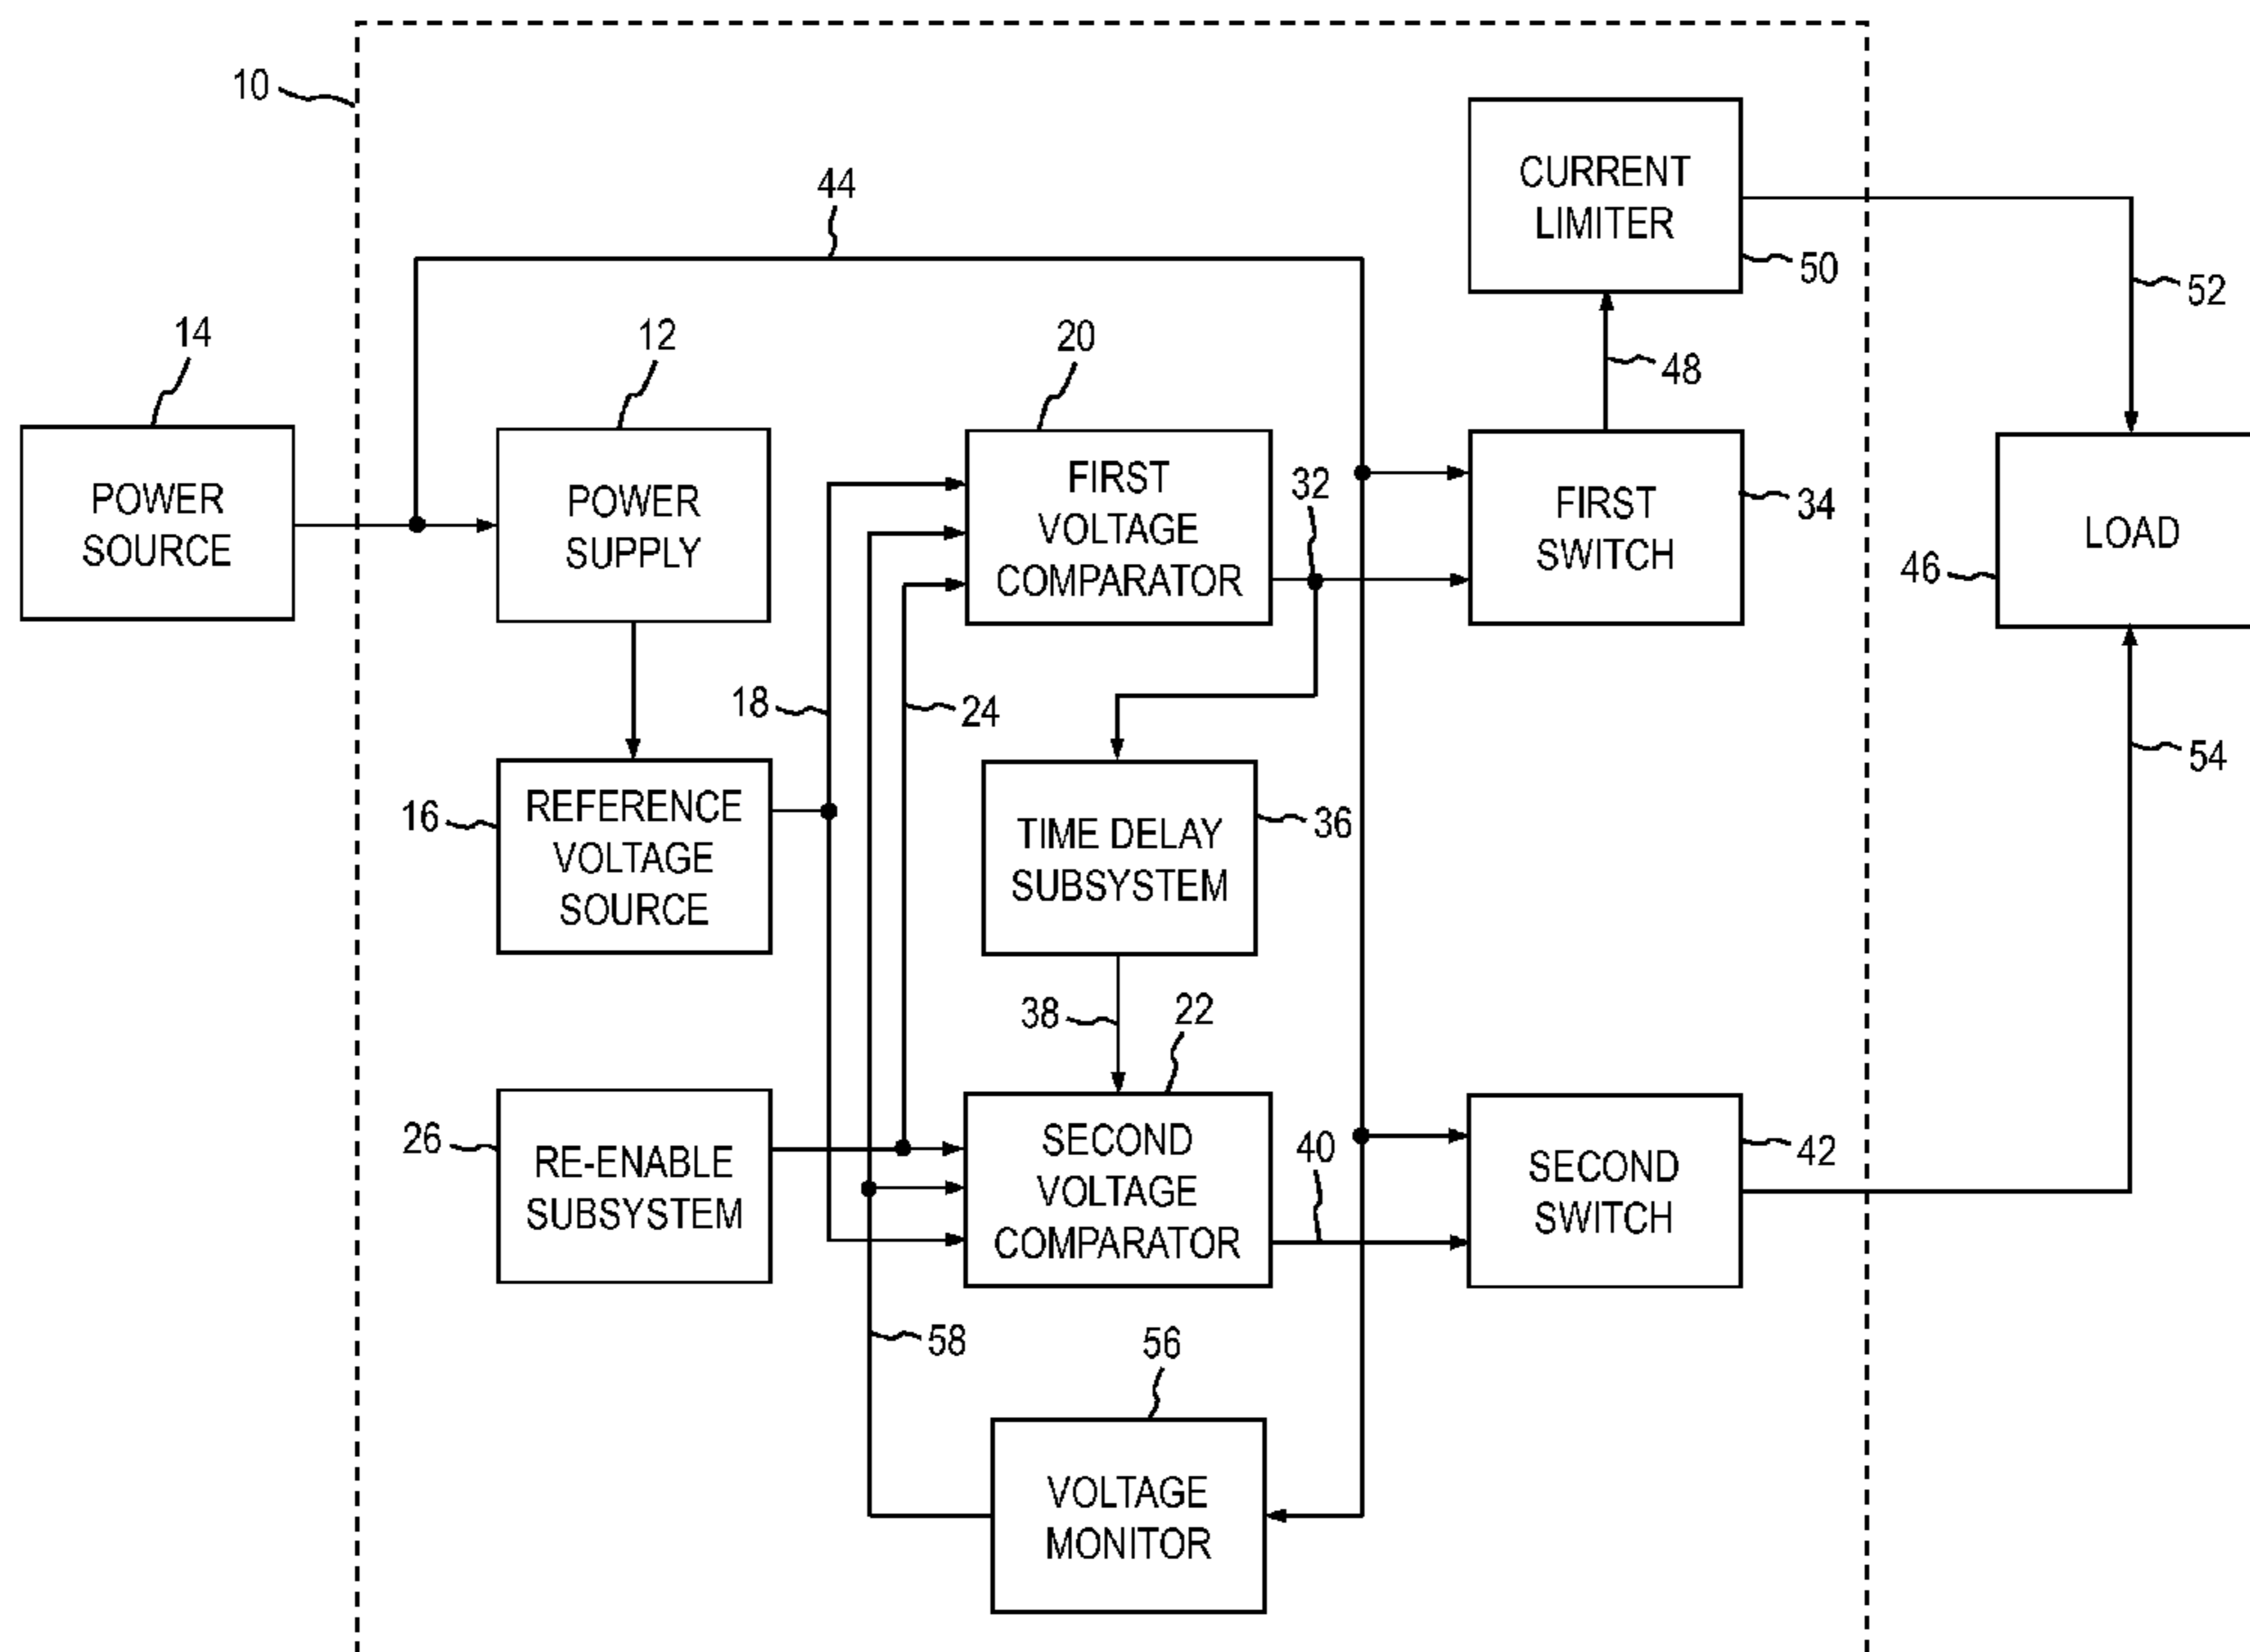 10
44
CURRENT
LIMITER
50
52
14
12
20
48
POWER
SOURCE
POWER
SUPPLY
FIRST
VOLTAGE
COMPARATOR
32
FIRST
SWITCH
34
LOAD
46
18
24
54
16
REFERENCE
VOLTAGE
SOURCE
TIME DELAY
SUBSYSTEM
36
38
22
26
RE-ENABLE
SUBSYSTEM
SECOND
VOLTAGE
COMPARATOR
40
SECOND
SWITCH
42
58
56
VOLTAGE
MONITOR